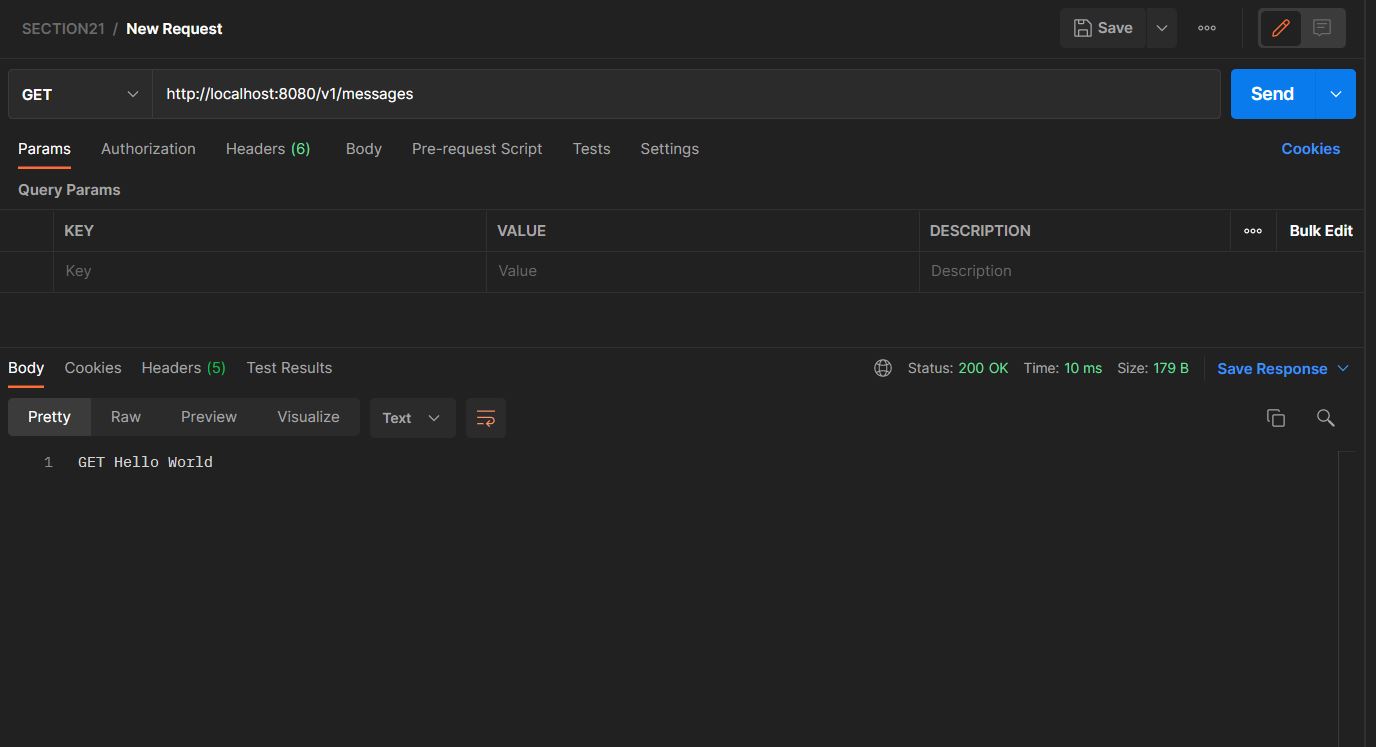 SECTION21 / New Request
Save
GET http://localhost:8080/v1/messages Send
Params Authorization Headers (6) Body Pre-request Script Tests Settings Cookies
Query Params
KEY VALUE DESCRIPTION Bulk Edit
Key Value Description
Body Cookies Headers (5) Test Results Status: 200 OK Time: 10 ms Size: 179 B Save Response
Pretty Raw Preview Visualize Text
1 GET Hello World